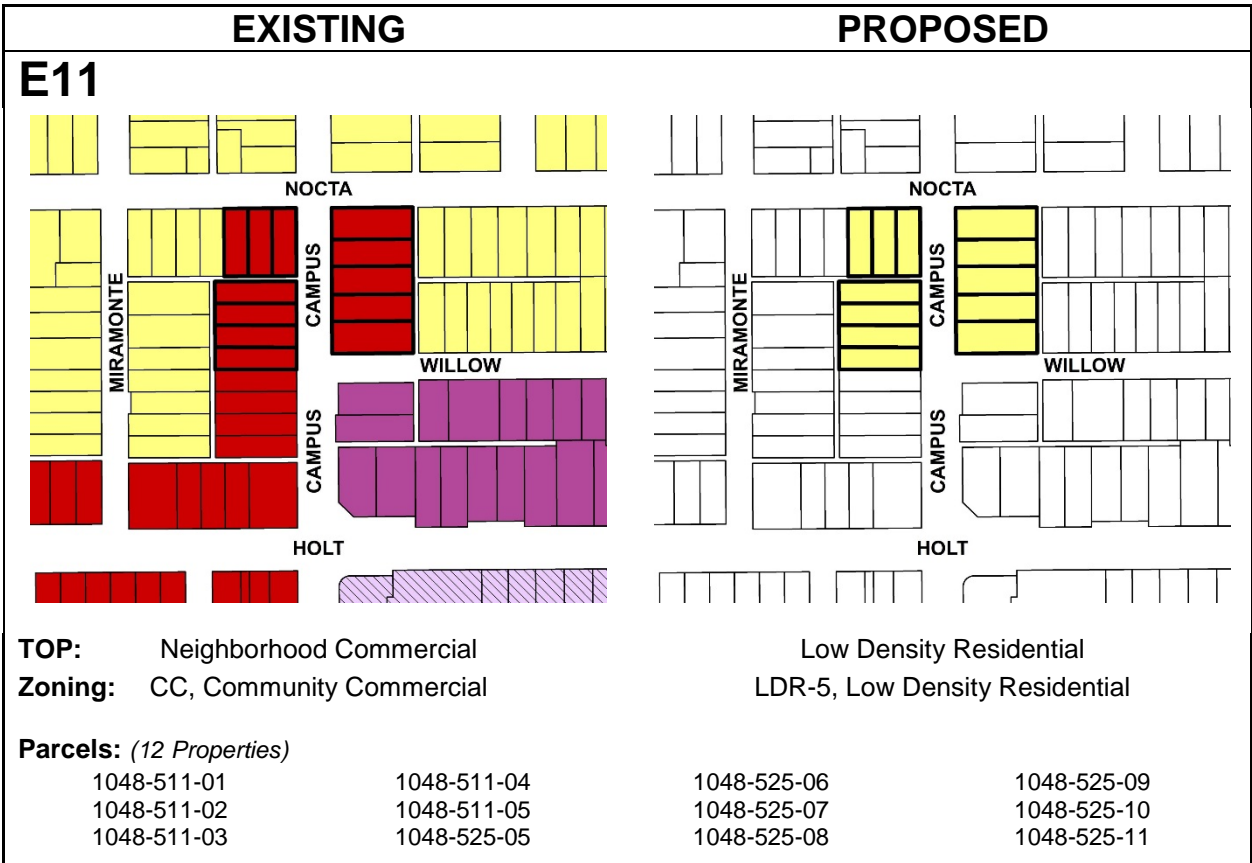 EXISTING PROPOSED
E11
NOCTA NOCTA
MIRAMONTE CAMPUS MIRAMONTE CAMPUS
WILLOW WILLOW
CAMPUS CAMPUS
HOLT HOLT
TOP: Neighborhood Commercial Low Density Residential
Zoning: CC, Community Commercial LDR-5, Low Density Residential
Parcels: (12 Properties)
1048-511-01 1048-511-04 1048-525-06 1048-525-09
1048-511-02 1048-511-05 1048-525-07 1048-525-10
1048-511-03 1048-525-05 1048-525-08 1048-525-11